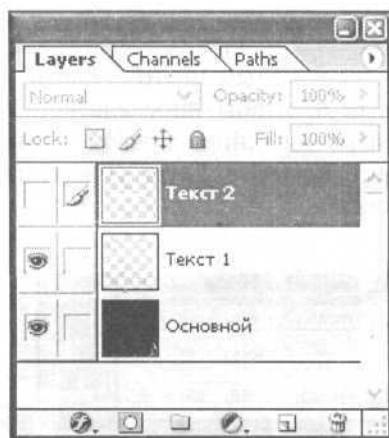 Layers Channels Paths
Normal Opacity: 100%
Lock: Fill: 100%
Текст 2
Текст 1
Основной